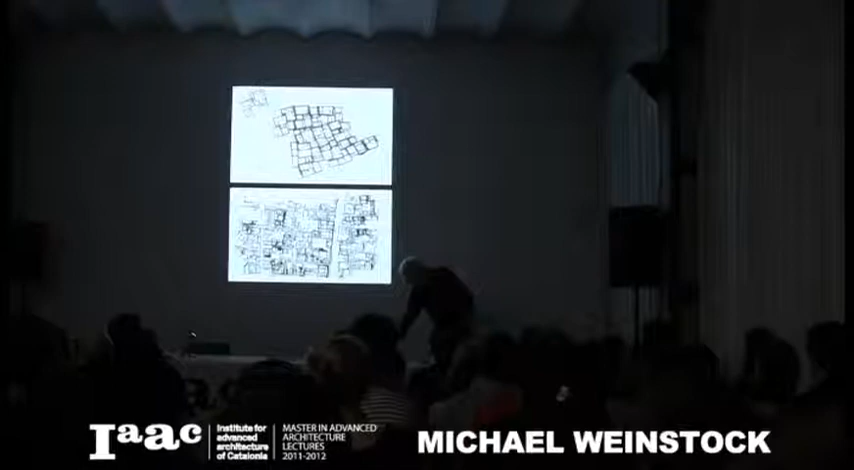 Iaac
Institute for
advanced
architecture
of Catalonia
MASTER IN ADVANCED
ARCHITECTURE
LECTURES
2011-2012
MICHAEL WEINSTOCK